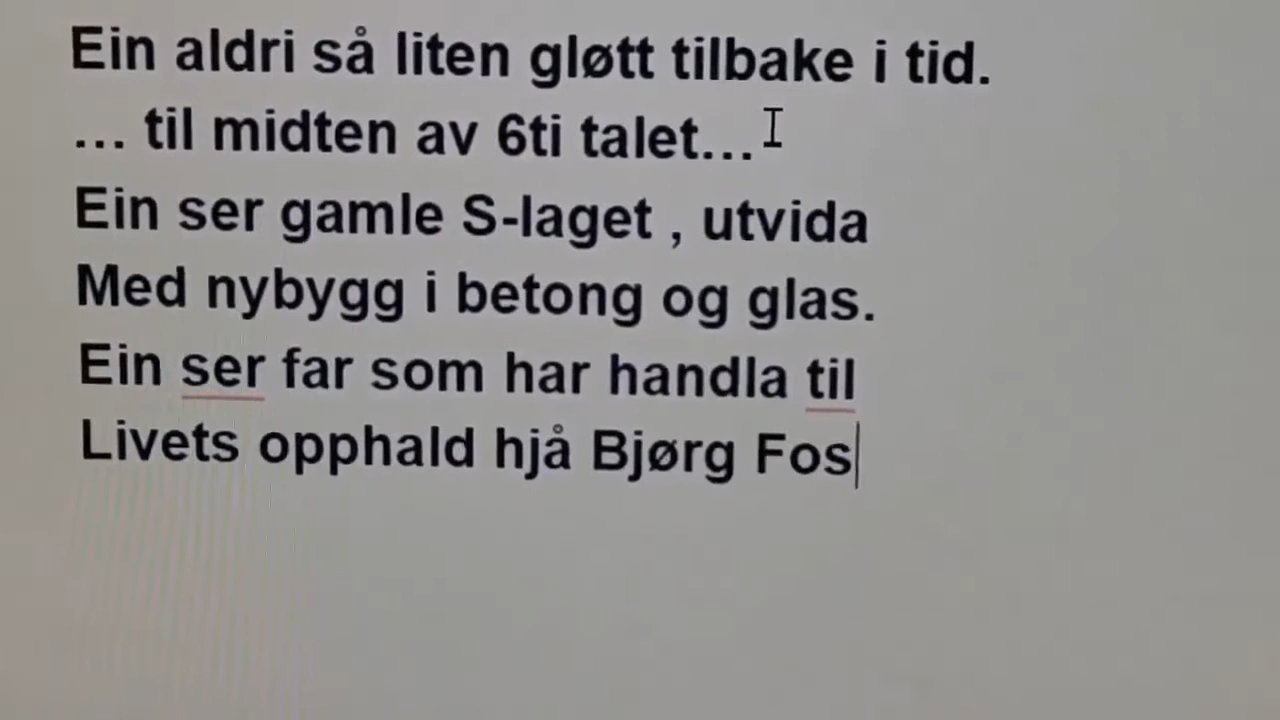 Ein aldri så liten gløtt tilbake i tid.
... til midten av 6ti talet...
Ein ser gamle S-laget , utvida
Med nybygg i betong og glas.
Ein ser far som har handla til
Livets opphald hjå Bjørg Fos